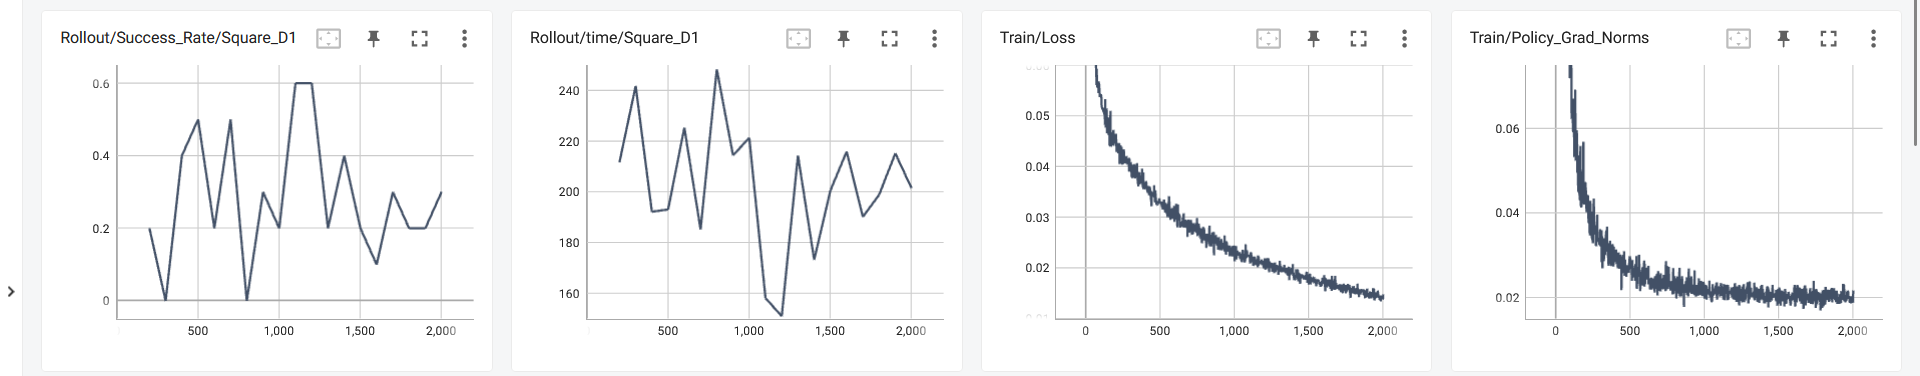 Rollout/Success_Rate/Square_D1
0.6
0.4
0.2
0
500 1,000 1,500 2,000
Rollout/time/Square_D1
240
220
200
180
160
500 1,000 1,500 2,000
Train/Loss
0.05
0.04
0.03
0.02
0 500 1,000 1,500 2,000
Train/Policy_Grad_Norms
0.06
0.04
0.02
0 500 1,000 1,500 2,000